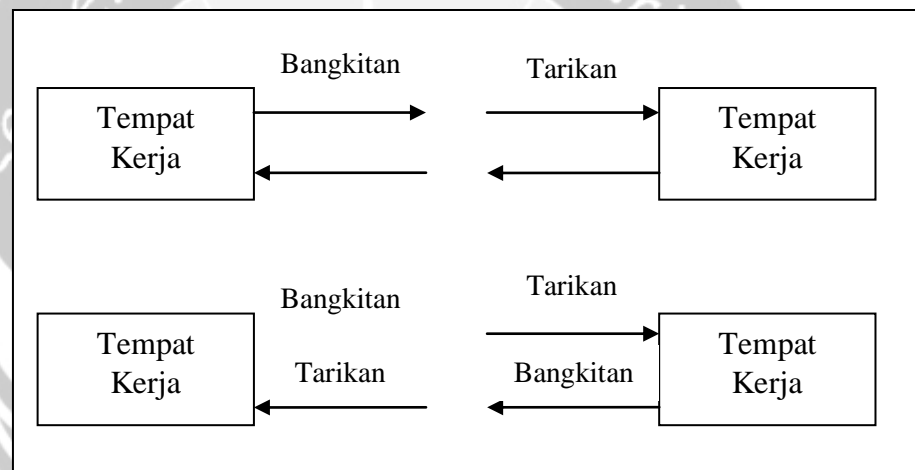 Bangkitan
Tarikan
Tempat
Kerja
Tempat
Kerja
Bangkitan
Tarikan
Tempat
Kerja
Tarikan
Bangkitan
Tempat
Kerja